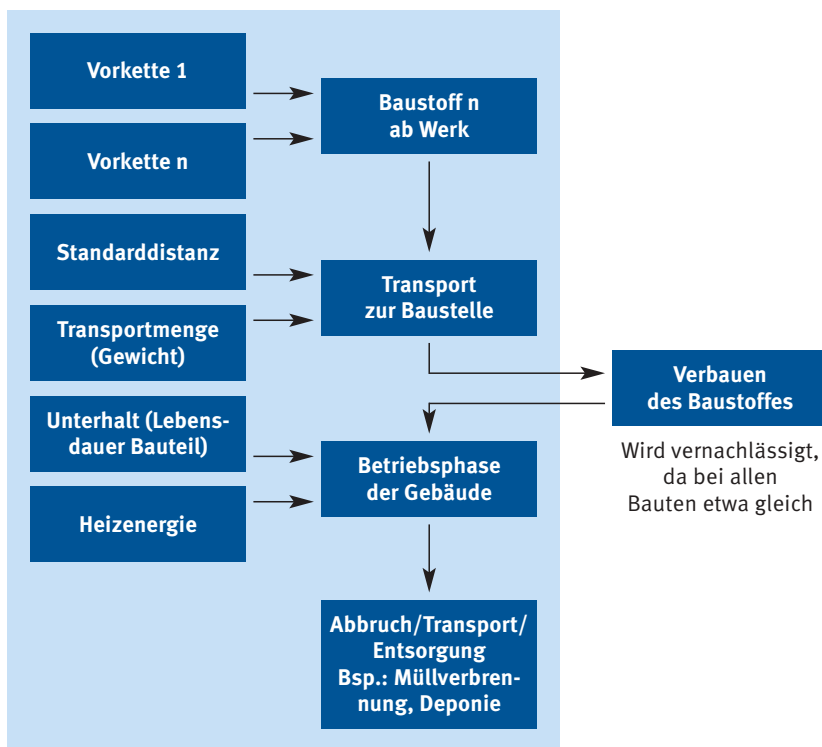 Vorkette 1
Vorkette n
Baustoff n
ab Werk
Standarddistanz
Transportmenge
(Gewicht)
Transport
zur Baustelle
Verbauen
des Baustoffes
Wird vernachlässigt,
da bei allen
Bauten etwa gleich
Unterhalt (Lebens-
dauer Bauteil)
Heizenergie
Betriebsphase
der Gebäude
Abbruch/Transport/
Entsorgung
Bsp.: Müllverbren-
nung, Deponie